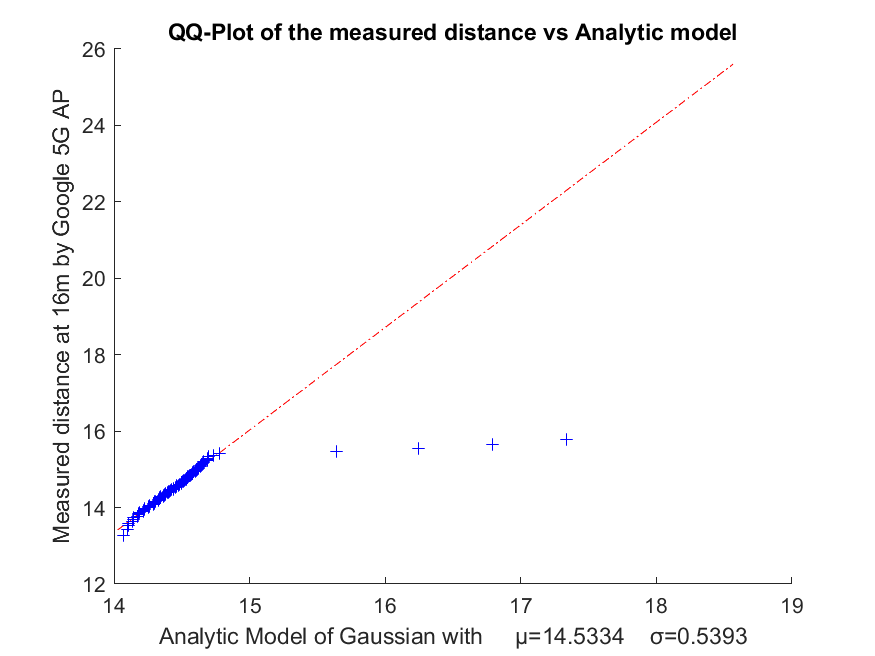 QQ-Plot of the measured distance vs Analytic model
Measured distance at 16m by Google 5G AP
26
24
22
20
18
16
14
12
14 15 16 17 18 19
Analytic Model of Gaussian with μ=14.5334 σ=0.5393